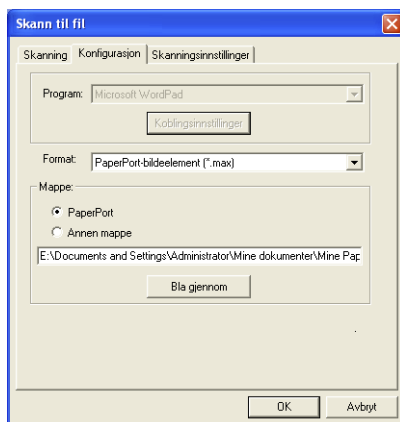 Skann til fil
Skanning Konfigurasjon Skanningsinnstillinger
Program: Microsoft WordPad
Koblingsinnstillinger
Format: PaperPort-bildeelement (*.max)
Mappe:
PaperPort
Annen mappe
E:\Documents and Settings\Administrator\Mine dokumenter\Mine Pap
Bla gjennom
OK Avbryt